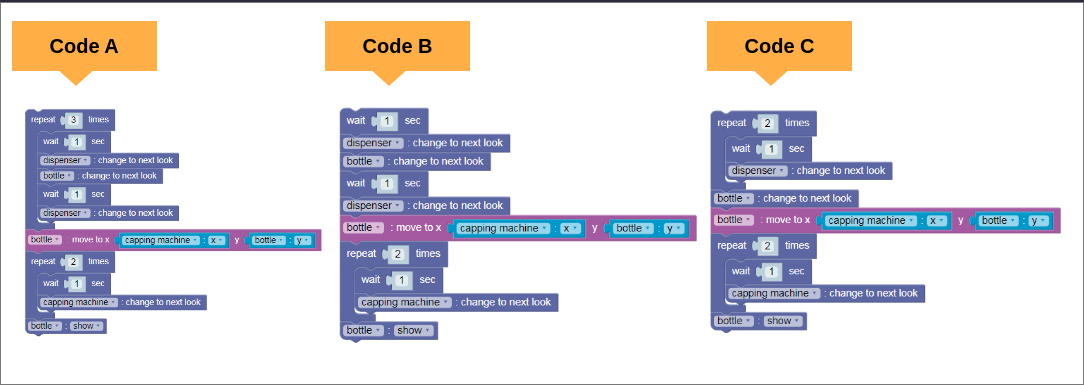 Code A
repeat 3 times
wait 1 sec
dispenser : change to next look
bottle : change to next look
wait 1 sec
dispenser : change to next look
bottle : move to x capping machine : x y bottle : y
repeat 2 times
wait 1 sec
capping machine : change to next look
bottle : show
Code B
wait 1 sec
dispenser : change to next look
bottle : change to next look
wait 1 sec
dispenser : change to next look
bottle : move to x capping machine : x y bottle : y
repeat 2 times
wait 1 sec
capping machine : change to next look
bottle : show
Code C
repeat 2 times
wait 1 sec
dispenser : change to next look
bottle : change to next look
bottle : move to x capping machine : x y bottle : y
repeat 2 times
wait 1 sec
capping machine : change to next look
bottle : show